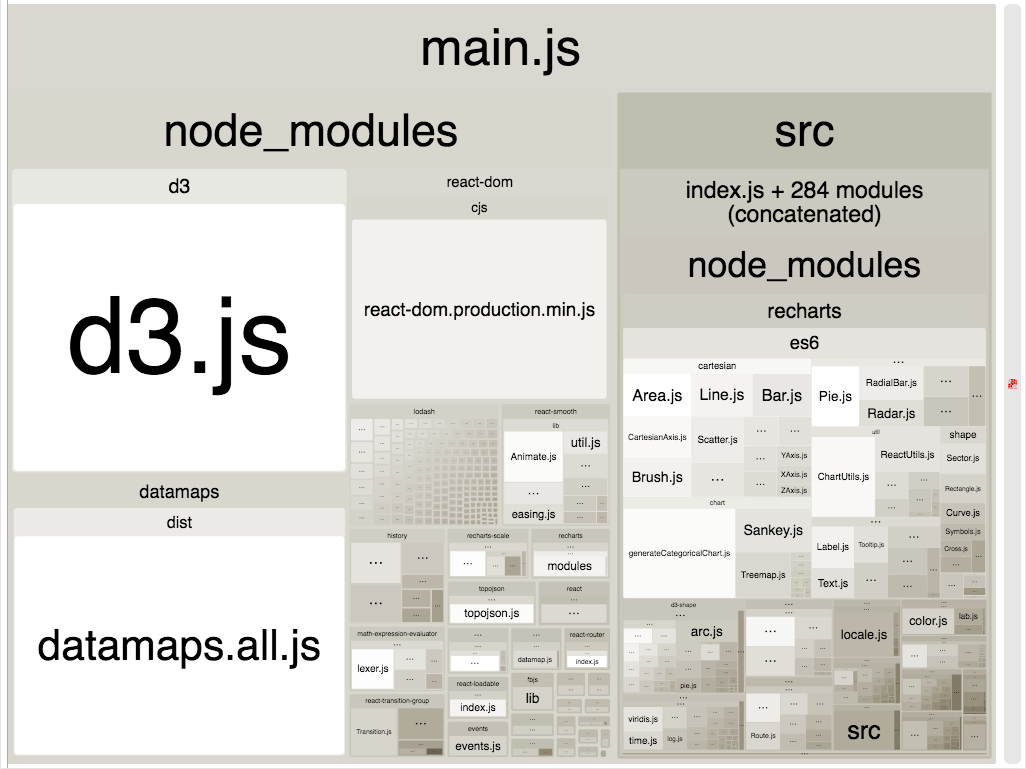 main.js
node_modules
src
d3
react-dom
index.js + 284 modules
(concatenated)
cjs
d3.js
react-dom.production.min.js
node_modules
recharts
es6
cartesian
...
Area.js
Line.js
Bar.js
Pie.js
RadialBar.js
...
...
Radar.js
...
CartesianAxis.js
Scatter.js
...
...
...
YAxis.js
util
shape
ReactUtils.js
Sector.js
Brush.js
...
XAxis.js
ZAxis.js
ChartUtils.js
...
...
Rectangle.js
chart
Curve.js
generateCategoricalChart.js
Sankey.js
Treemap.js
...
Label.js
Tooltip.js
...
Symbols.js
Cross.js
Text.js
...
...
lodash
react-smooth
lib
Animate.js
util.js
...
...
easing.js
datamaps
dist
datamaps.all.js
history
recharts-scale
recharts
...
...
...
...
...
modules
topojson
react
...
...
topojson.js
...
math-expression-evaluator
...
...
react-router
lexer.js
...
...
datamap.js
index.js
react-loadable
fbjs
...
react-transition-group
index.js
lib
Transition.js
...
events
...
events.js
d3-shape
...
arc.js
...
locale.js
color.js
lab.js
...
pie.js
viridis.js
...
time.js
log.js
Route.js
src